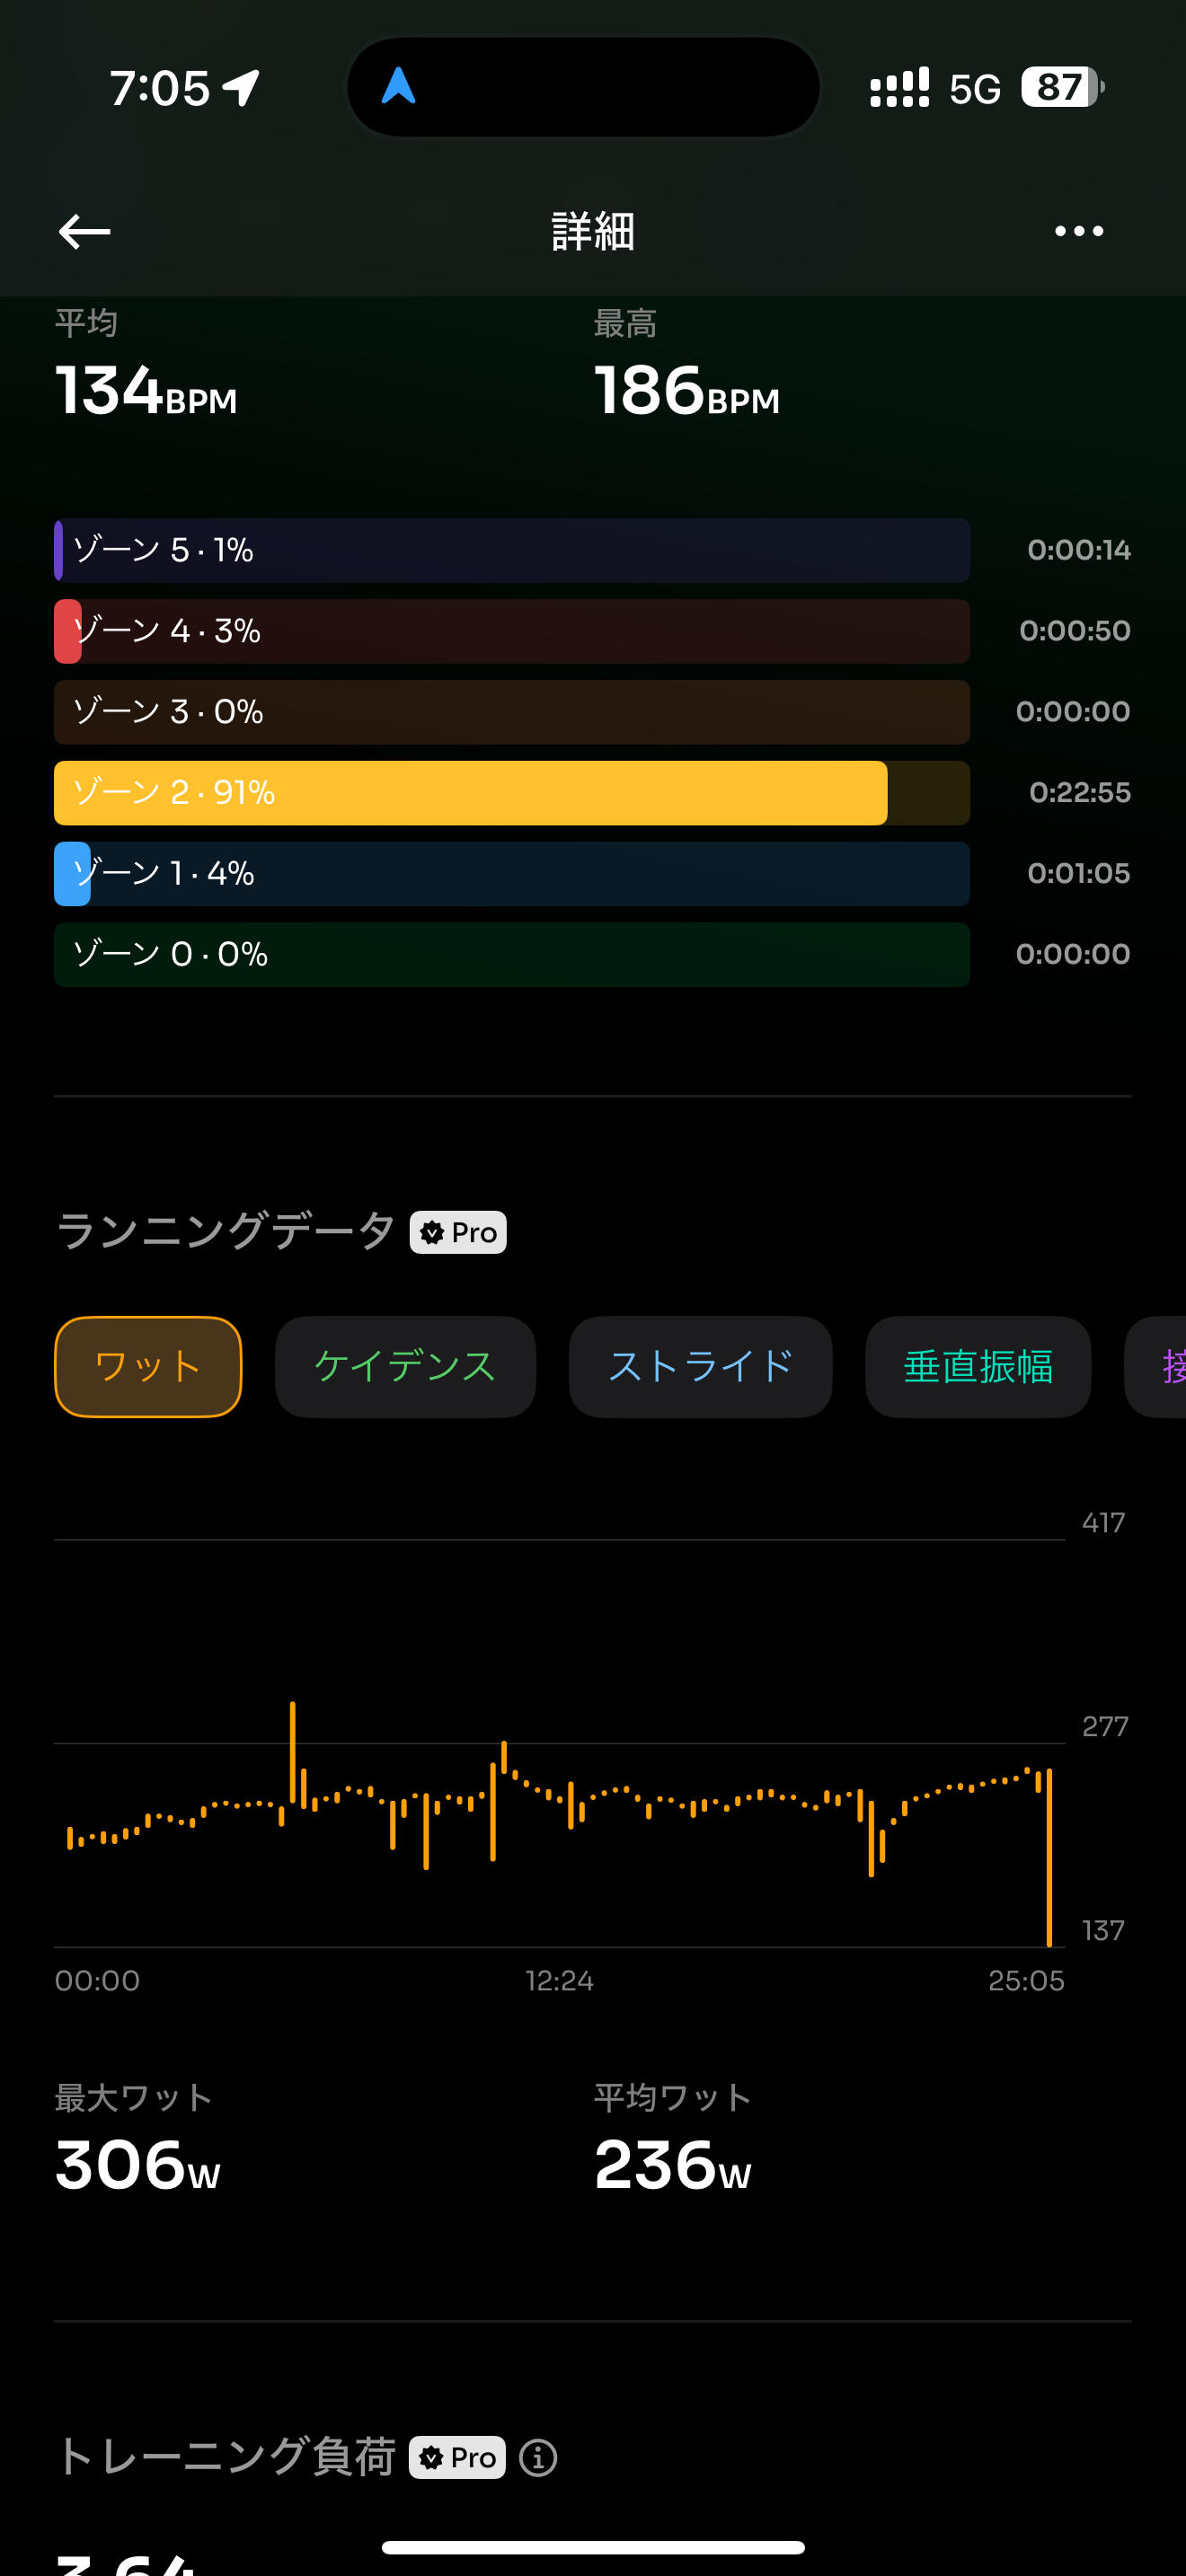 7:05 5G 87
詳細
平均 最高
134BPM 186BPM
ゾーン 5 · 1% 0:00:14
ゾーン 4 · 3% 0:00:50
ゾーン 3 · 0% 0:00:00
ゾーン 2 · 91% 0:22:55
ゾーン 1 · 4% 0:01:05
ゾーン 0 · 0% 0:00:00
ランニングデータ Pro
ワット ケイデンス ストライド 垂直振幅 接
417
277
137
00:00 12:24 25:05
最大ワット 平均ワット
306W 236W
トレーニング負荷 Pro
3.64